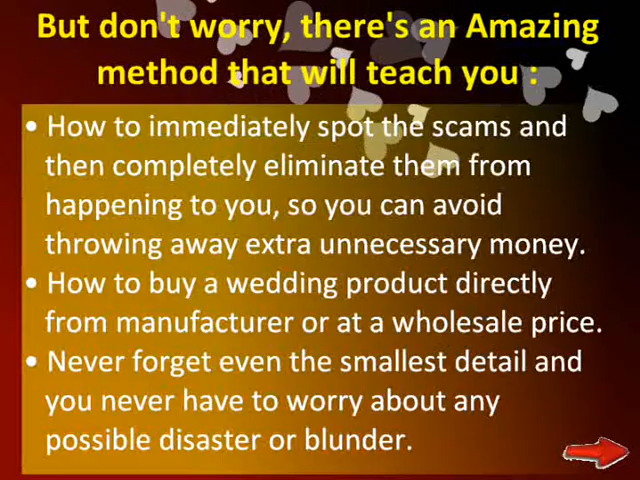 But don't worry, there's an Amazing
method that will teach you :
• How to immediately spot the scams and
then completely eliminate them from
happening to you, so you can avoid
throwing away extra unnecessary money.
• How to buy a wedding product directly
from manufacturer or at a wholesale price.
• Never forget even the smallest detail and
you never have to worry about any
possible disaster or blunder.